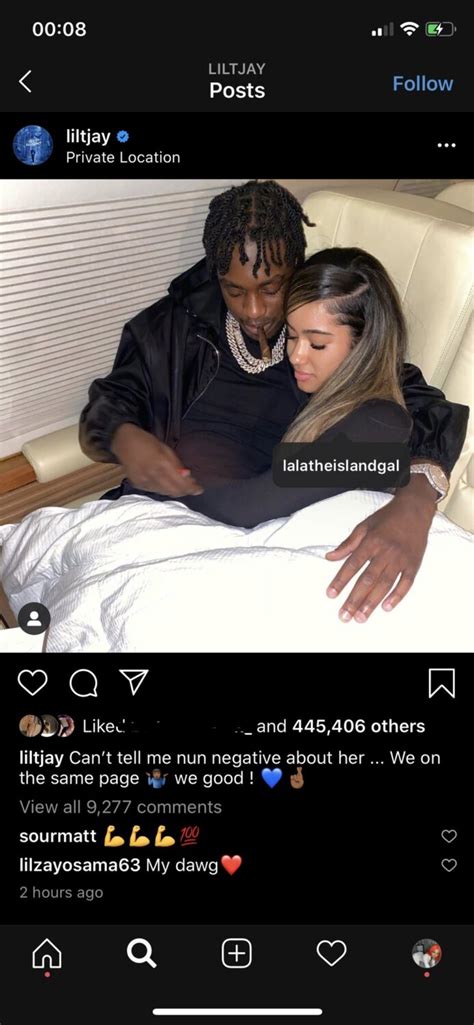 00:08
LILTJAY
Posts
Follow
liltjay
Private Location
lalatheislandgal
Liked and 445,406 others
liltjay Can’t tell me nun negative about her ... We on
the same page 🤷🏾‍♂️ we good ! 💙🤞🏾
View all 9,277 comments
sourmatt 💪💪💪💯
lilzayosama63 My dawg❤️
2 hours ago